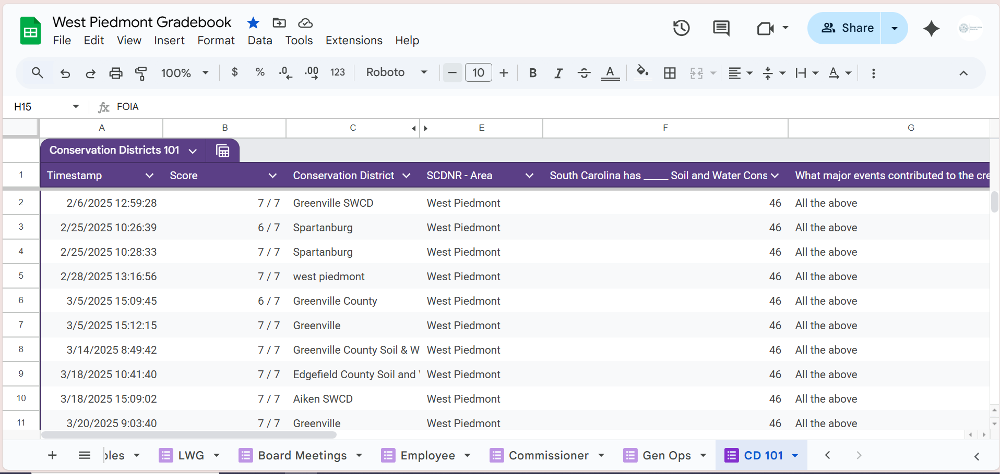 West Piedmont Gradebook
File Edit View Insert Format Data Tools Extensions Help
Share
100% $ % .0 .00 123 Roboto 10 B I A
H15 fx FOIA
A B C E F G
Conservation Districts 101
1 Timestamp Score Conservation District SCDNR - Area South Carolina has _____ Soil and Water Cons What major events contributed to the cre
2 2/6/2025 12:59:28 7 / 7 Greenville SWCD West Piedmont 46 All the above
3 2/25/2025 10:26:39 6 / 7 Spartanburg West Piedmont 46 All the above
4 2/25/2025 10:28:33 7 / 7 Spartanburg West Piedmont 46 All the above
5 2/28/2025 13:16:56 7 / 7 west piedmont West Piedmont 46 All the above
6 3/5/2025 15:09:45 6 / 7 Greenville County West Piedmont 46 All the above
7 3/5/2025 15:12:15 7 / 7 Greenville West Piedmont 46 All the above
8 3/14/2025 8:49:42 7 / 7 Greenville County Soil & W West Piedmont 46 All the above
9 3/18/2025 10:41:40 7 / 7 Edgefield County Soil and West Piedmont 46 All the above
10 3/18/2025 15:09:02 7 / 7 Aiken SWCD West Piedmont 46 All the above
11 3/20/2025 9:03:40 7 / 7 Greenville West Piedmont 46 All the above
+ oles LWG Board Meetings Employee Commissioner Gen Ops CD 101